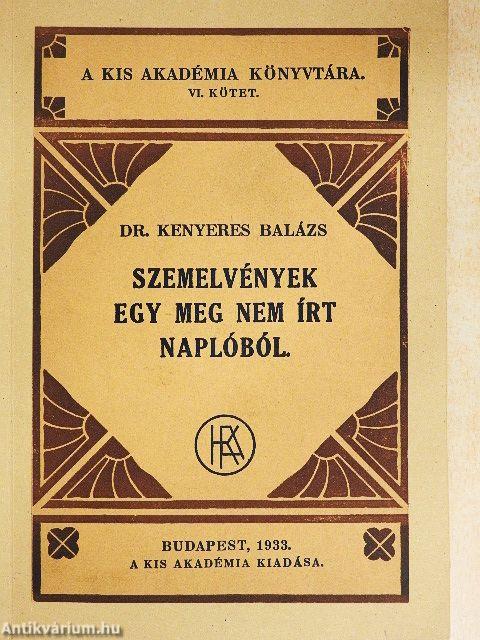 A KIS AKADÉMIA KÖNYVTÁRA.
VI. KÖTET.
DR. KENYERES BALÁZS
SZEMELVÉNYEK
EGY MEG NEM ÍRT
NAPLÓBÓL.
BUDAPEST, 1933.
A KIS AKADÉMIA KIADÁSA.
Antikvárium.hu